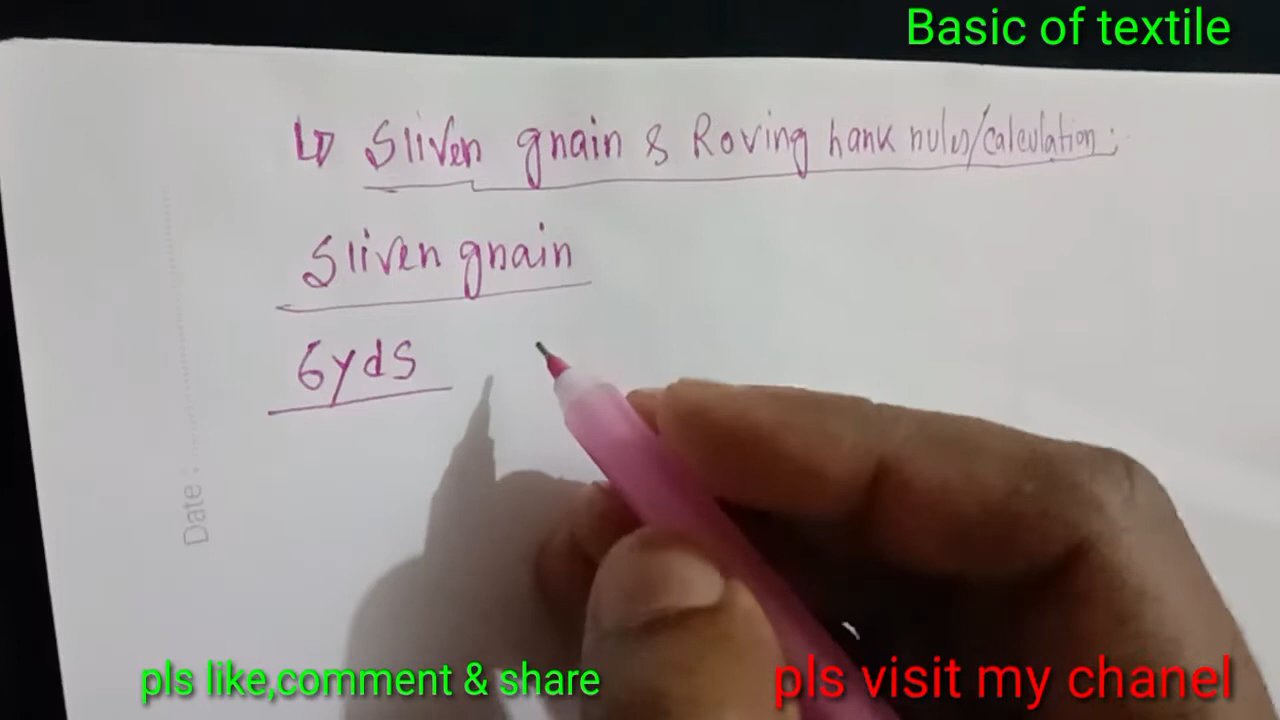 Basic of textile
Sliver grain & Roving hank rules/calculation:
Sliver grain
6yds
Date:
pls like,comment & share
pls visit my chanel